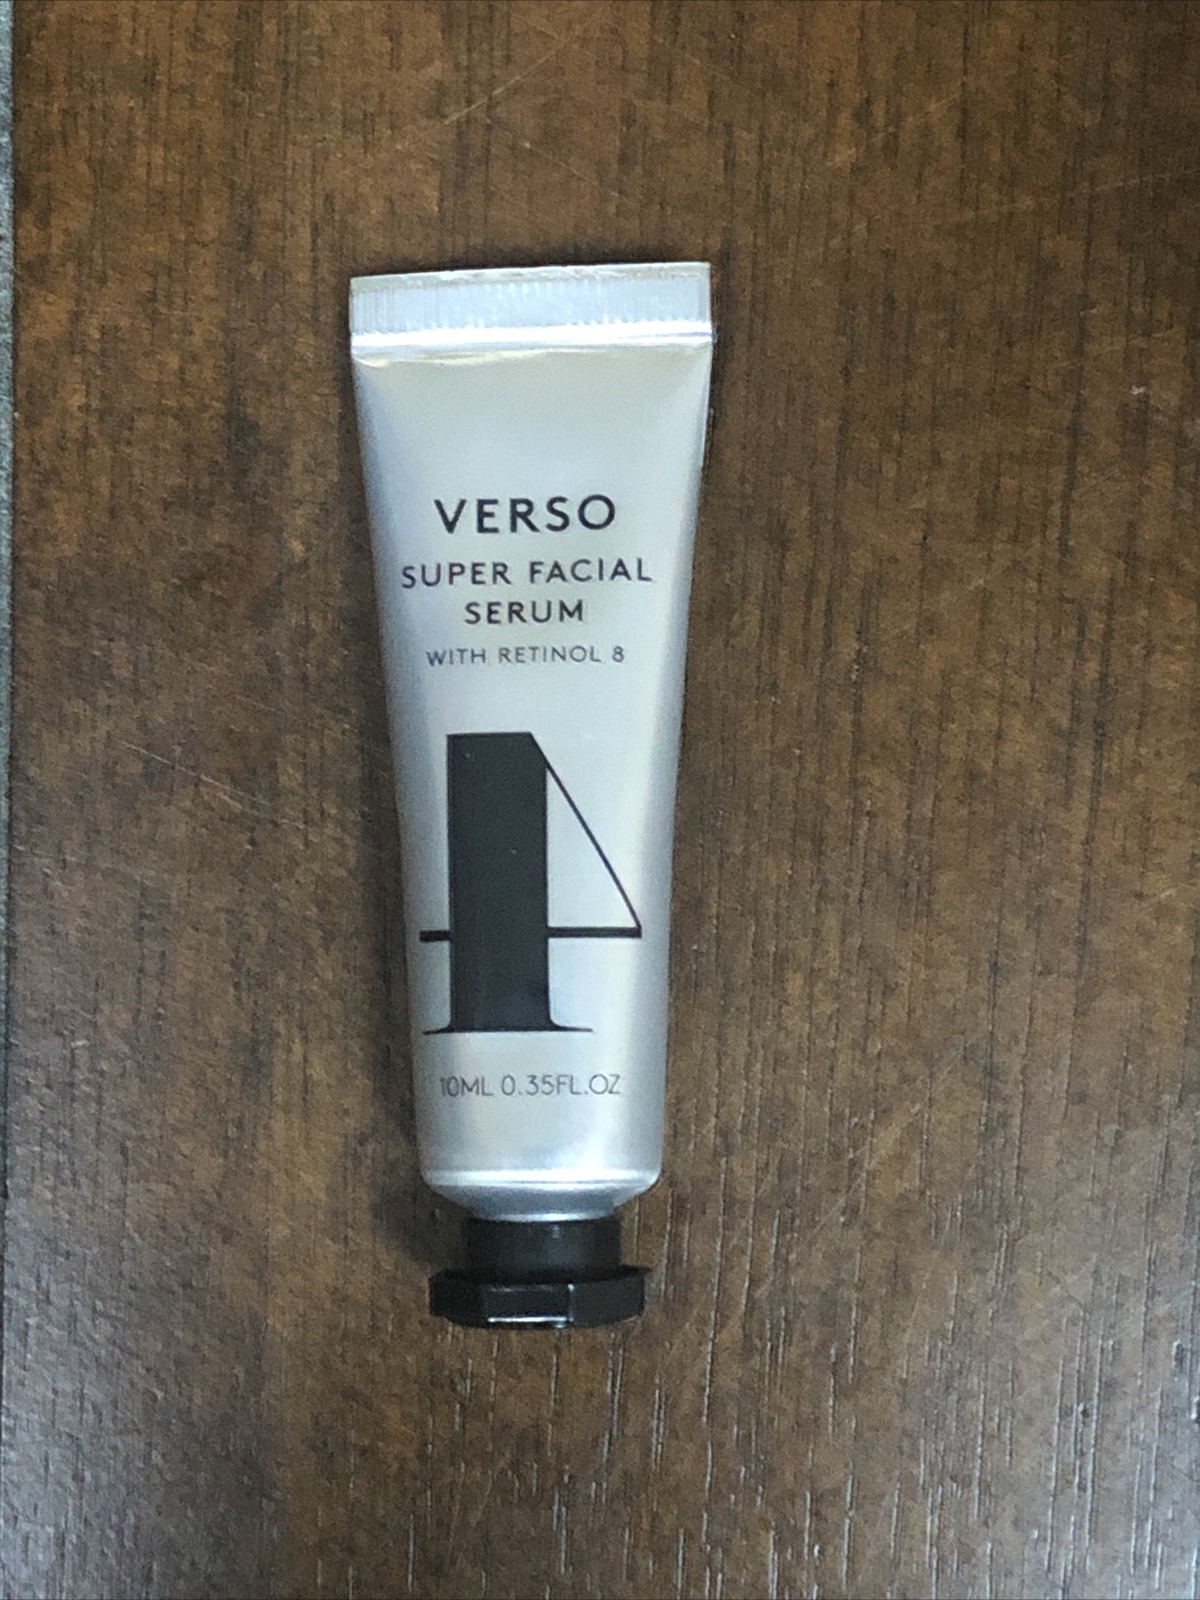 VERSO
SUPER FACIAL
SERUM
WITH RETINOL 8
4
10ML 0.35FL.OZ